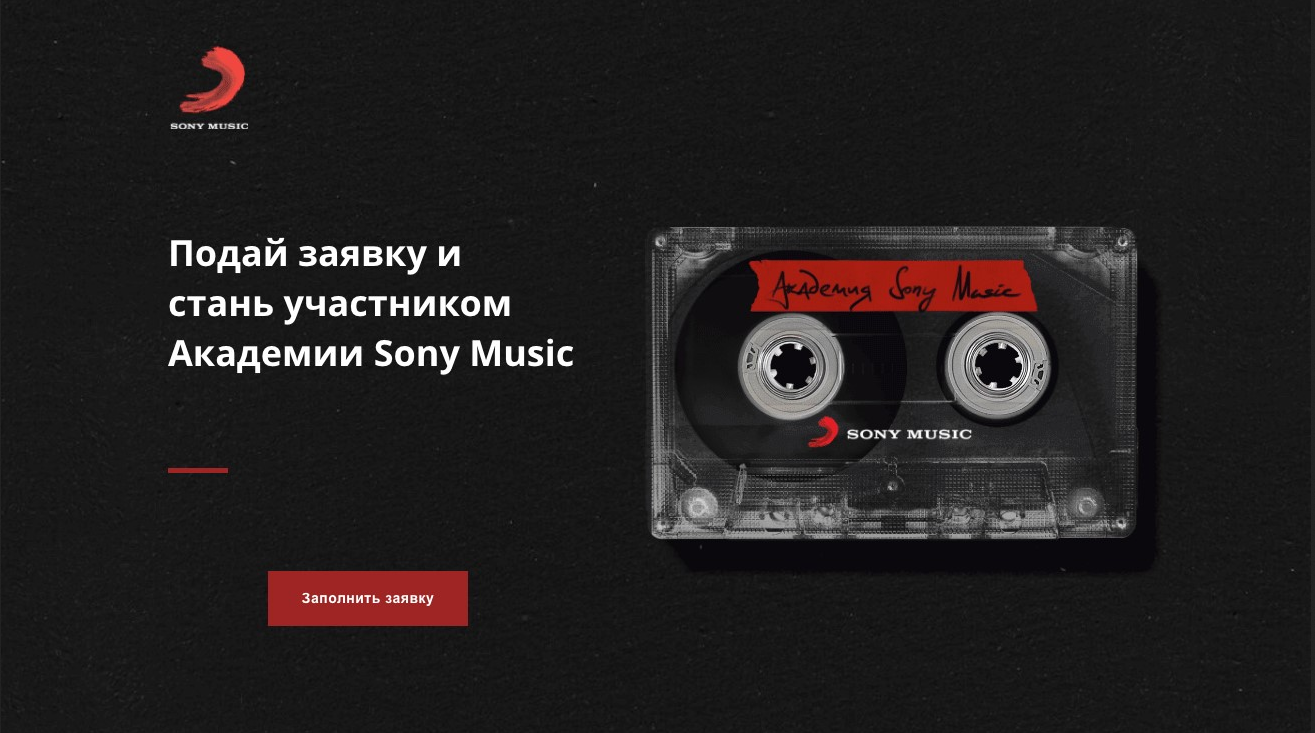 SONY MUSIC
Подай заявку и
стань участником
Академии Sony Music
Академия Sony Music
SONY MUSIC
Заполнить заявку